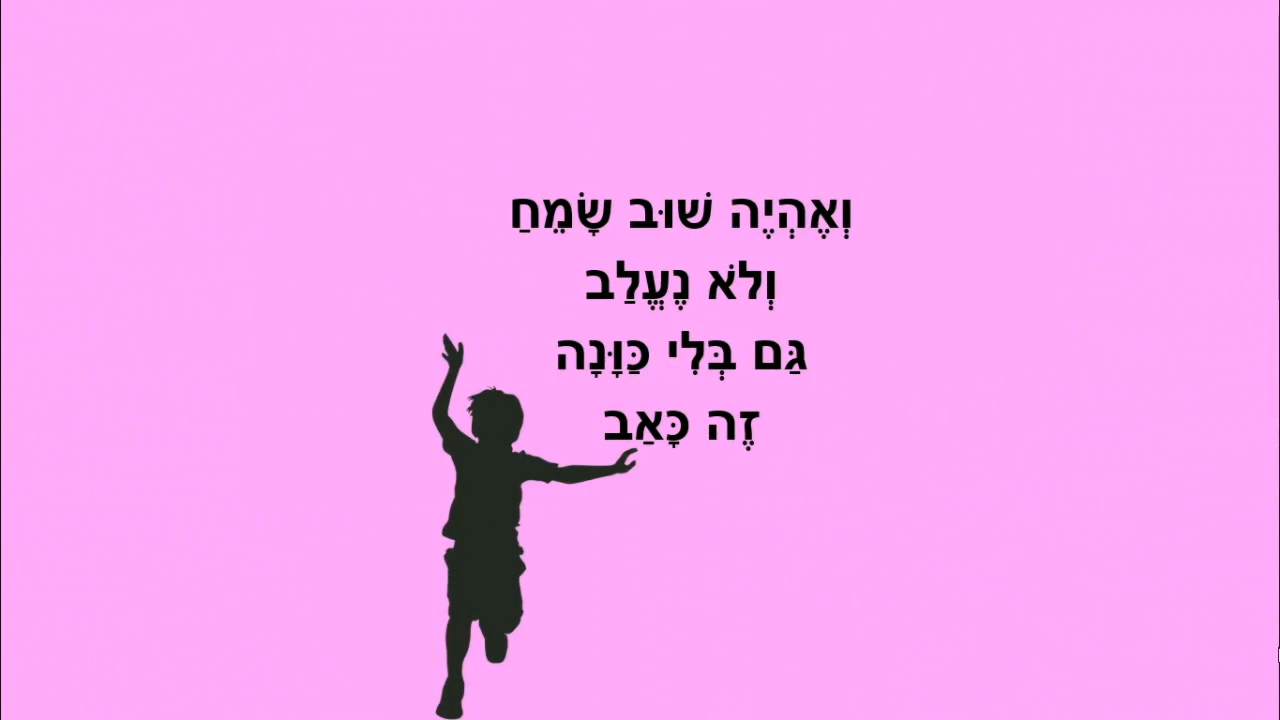 וְאֶהְיֶה שׁוּב שָׂמֵחַ
וְלֹא נֶעֱלַב
גַּם בְּלִי כַּוָּנָה
זֶה כָּאַב